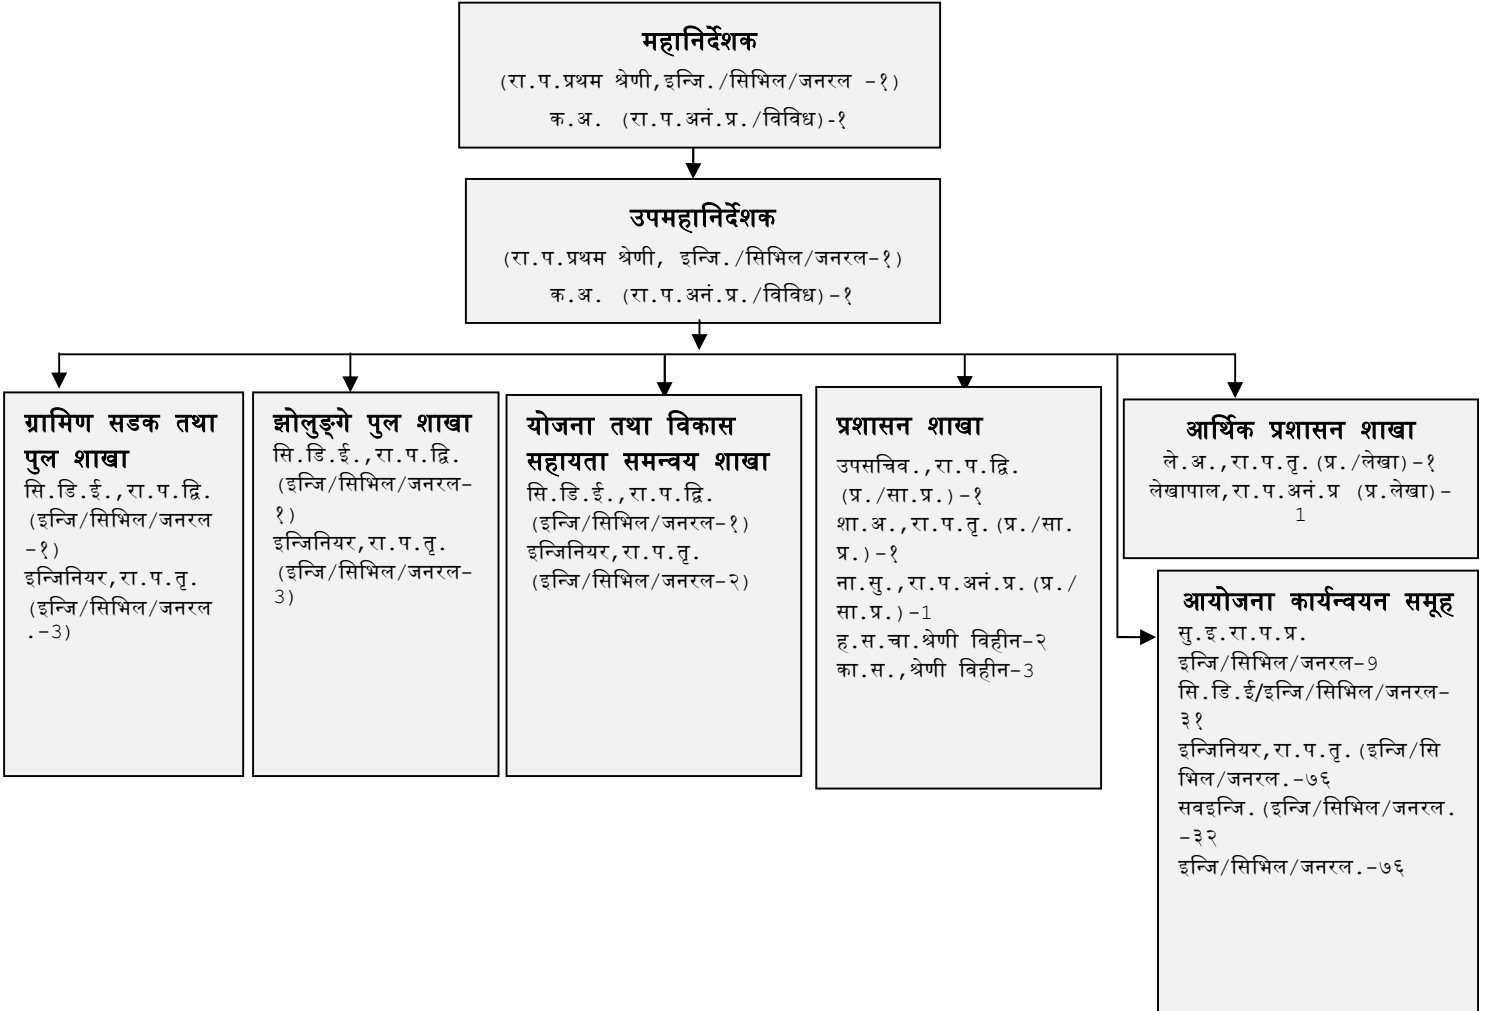 महानिर्देशक
(रा.प.प्रथम श्रेणी,इन्जि./सिभिल/जनरल -१)
क.अ. (रा.प.अनं.प्र./विविध)-१
उपमहानिर्देशक
(रा.प.प्रथम श्रेणी, इन्जि./सिभिल/जनरल-१)
क.अ. (रा.प.अनं.प्र./विविध)-१
ग्रामिण सडक तथा
पुल शाखा
सि.डि.ई.,रा.प.द्वि.
(इन्जि/सिभिल/जनरल
-१)
इन्जिनियर,रा.प.तृ.
(इन्जि/सिभिल/जनरल
.-3)
झोलुङ्गे पुल शाखा
सि.डि.ई.,रा.प.द्वि.
(इन्जि/सिभिल/जनरल-
१)
इन्जिनियर,रा.प.तृ.
(इन्जि/सिभिल/जनरल-
3)
योजना तथा विकास
सहायता समन्वय शाखा
सि.डि.ई.,रा.प.द्वि.
(इन्जि/सिभिल/जनरल-१)
इन्जिनियर,रा.प.तृ.
(इन्जि/सिभिल/जनरल-२)
प्रशासन शाखा
उपसचिव.,रा.प.द्वि.
(प्र./सा.प्र.)-१
शा.अ.,रा.प.तृ.(प्र./सा.
प्र.)-१
ना.सु.,रा.प.अनं.प्र.(प्र./
सा.प्र.)-1
ह.स.चा.श्रेणी विहीन-२
का.स.,श्रेणी विहीन-3
आर्थिक प्रशासन शाखा
ले.अ.,रा.प.तृ.(प्र./लेखा)-१
लेखापाल,रा.प.अनं.प्र (प्र.लेखा)-
1
आयोजना कार्यन्वयन समूह
सु.इ.रा.प.प्र.
इन्जि/सिभिल/जनरल-9
सि.डि.ई/इन्जि/सिभिल/जनरल-
३१
इन्जिनियर,रा.प.तृ.(इन्जि/सि
भिल/जनरल.-७६
सवइन्जि.(इन्जि/सिभिल/जनरल.
-३२
इन्जि/सिभिल/जनरल.-७६